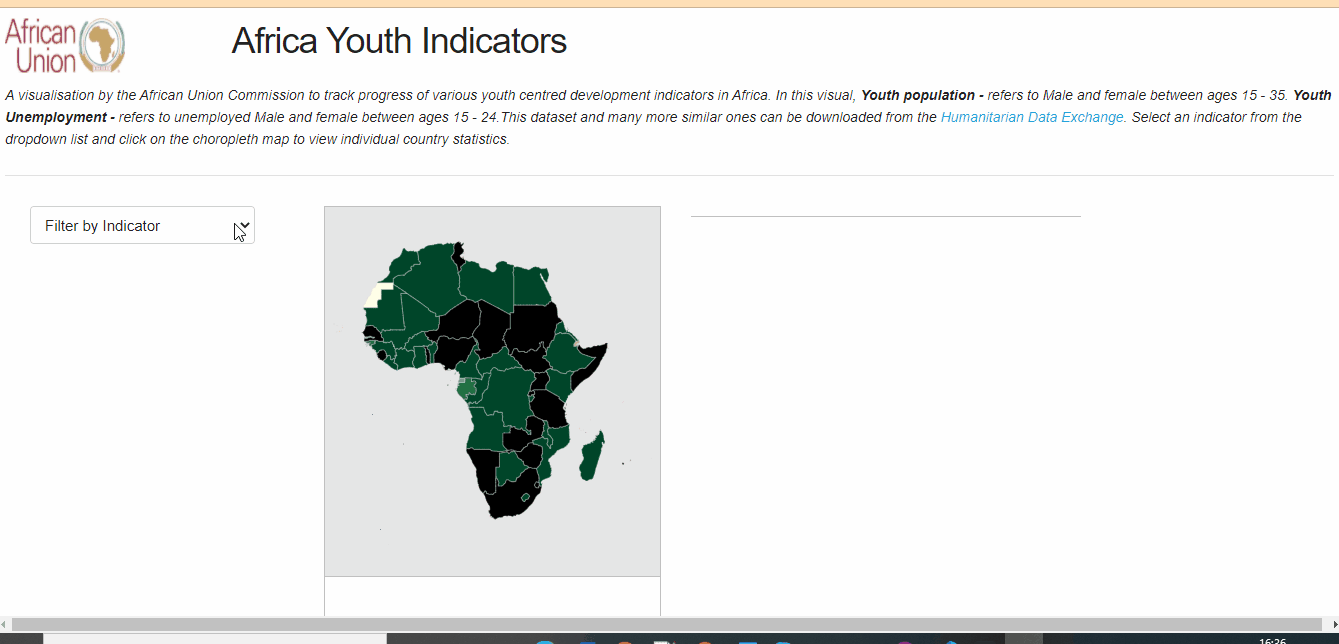 African
Union
Africa Youth Indicators
A visualisation by the African Union Commission to track progress of various youth centred development indicators in Africa. In this visual, Youth population - refers to Male and female between ages 15 - 35. Youth
Unemployment - refers to unemployed Male and female between ages 15 - 24.This dataset and many more similar ones can be downloaded from the Humanitarian Data Exchange. Select an indicator from the
dropdown list and click on the choropleth map to view individual country statistics.
Filter by Indicator
16:26